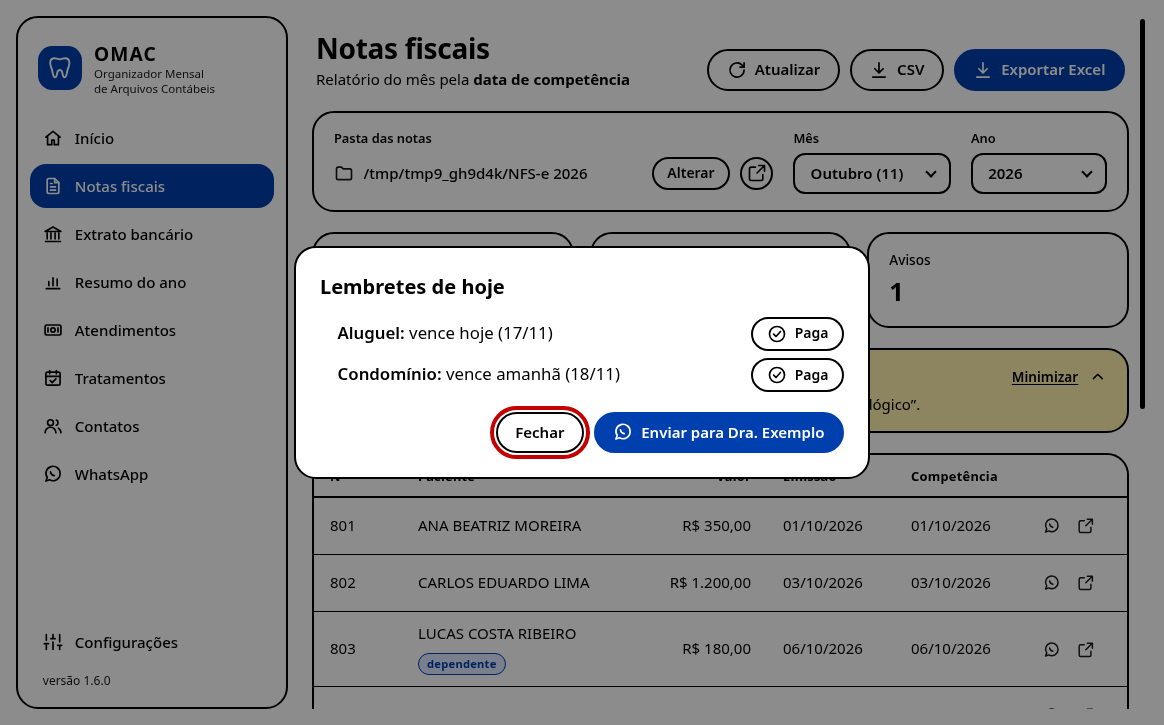 OMAC
Organizador Mensal
de Arquivos Contábeis
Início
Notas fiscais
Extrato bancário
Resumo do ano
Atendimentos
Tratamentos
Contatos
WhatsApp
Configurações
versão 1.6.0
Notas fiscais
Relatório do mês pela data de competência
Atualizar
CSV
Exportar Excel
Pasta das notas
/tmp/tmp9_gh9d4k/NFS-e 2026
Alterar
Mês
Outubro (11)
Ano
2026
Avisos
1
Minimizar
lógico”.
Lembretes de hoje
Aluguel: vence hoje (17/11)
Paga
Condomínio: vence amanhã (18/11)
Paga
Fechar
Enviar para Dra. Exemplo
Competência
801 ANA BEATRIZ MOREIRA R$ 350,00 01/10/2026 01/10/2026
802 CARLOS EDUARDO LIMA R$ 1.200,00 03/10/2026 03/10/2026
803 LUCAS COSTA RIBEIRO R$ 180,00 06/10/2026 06/10/2026
dependente